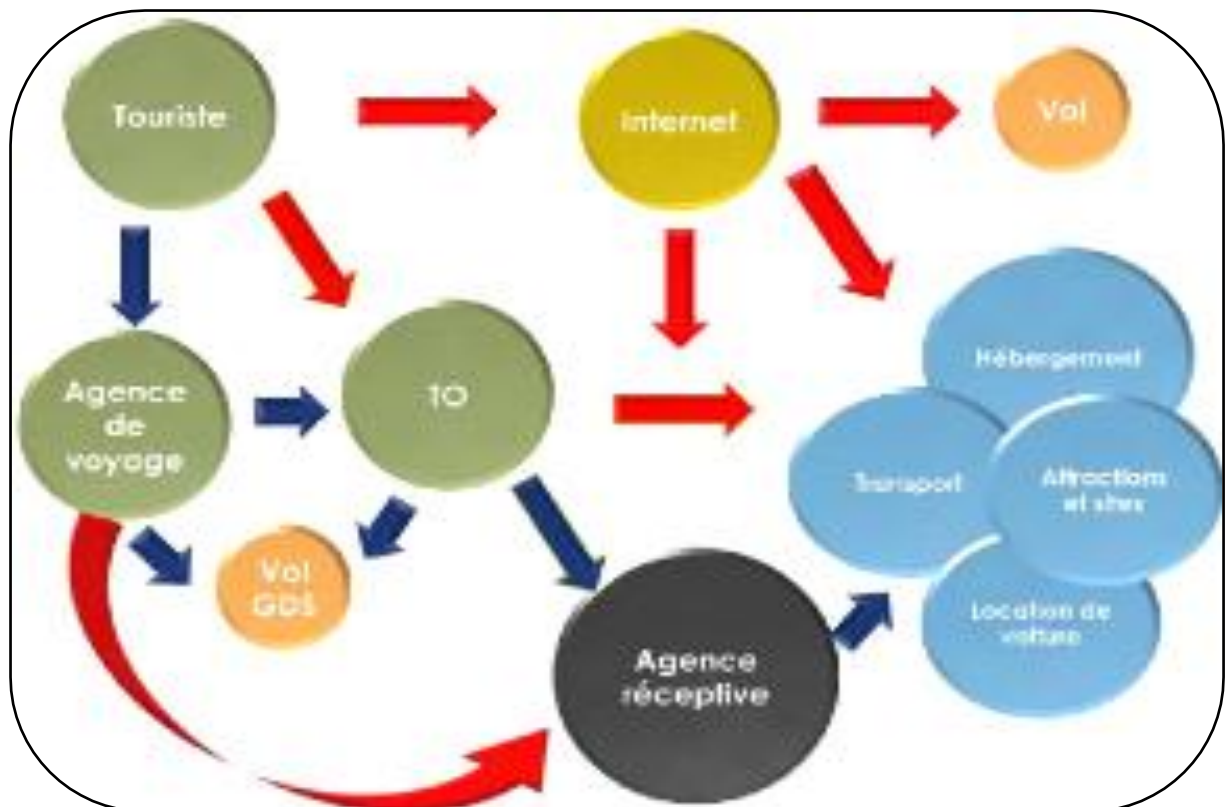 Touriste
Internet
Vol
Hébergement
Agence
de
voyage
TO
Transport
Attractions
et sites
Vol
GDS
Location de
voiture
Agence
réceptive